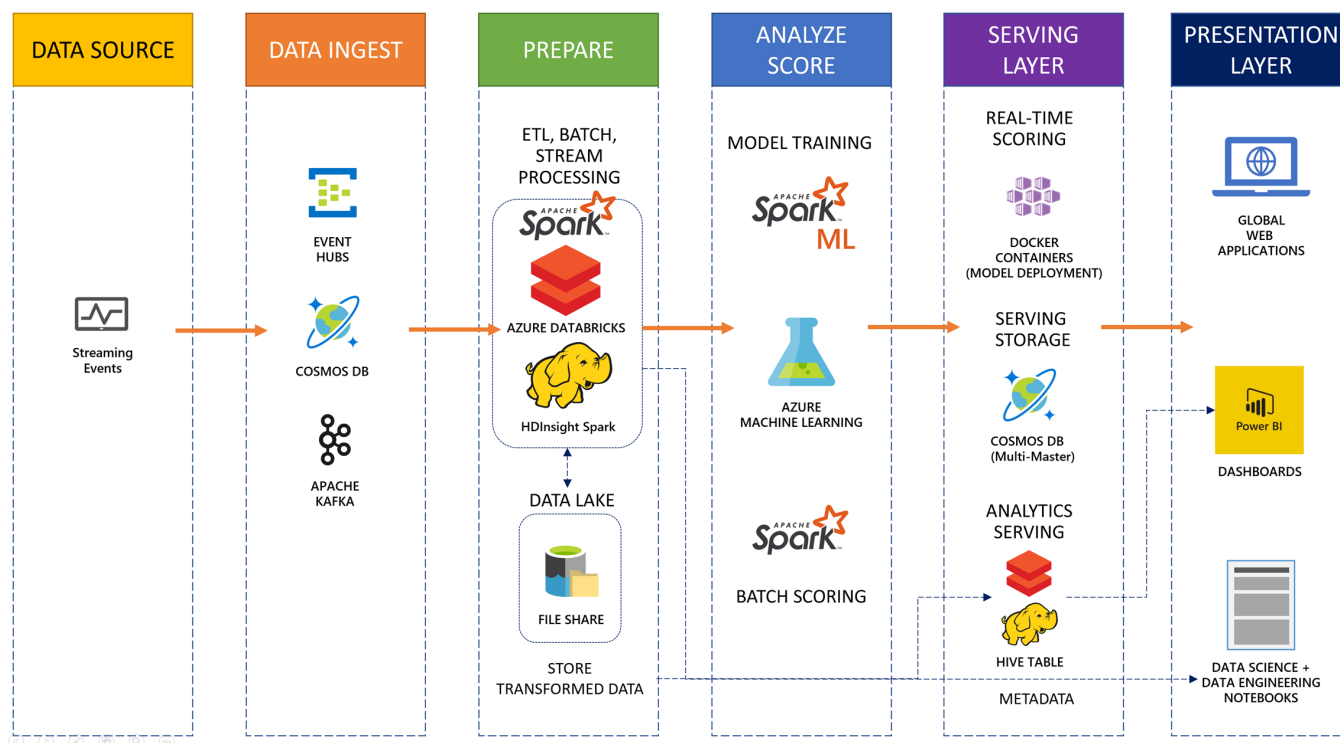 DATA SOURCE
Streaming
Events
DATA INGEST
EVENT
HUBS
COSMOS DB
APACHE
KAFKA
PREPARE
ETL, BATCH,
STREAM
PROCESSING
APACHE
Spark
AZURE DATABRICKS
HDInsight Spark
DATA LAKE
FILE SHARE
STORE
TRANSFORMED DATA
ANALYZE
SCORE
MODEL TRAINING
APACHE
Spark
ML
AZURE
MACHINE LEARNING
APACHE
Spark
BATCH SCORING
SERVING
LAYER
REAL-TIME
SCORING
DOCKER
CONTAINERS
(MODEL DEPLOYMENT)
SERVING
STORAGE
COSMOS DB
(Multi-Master)
ANALYTICS
SERVING
HIVE TABLE
METADATA
PRESENTATION
LAYER
GLOBAL
WEB
APPLICATIONS
Power BI
DASHBOARDS
DATA SCIENCE +
DATA ENGINEERING
NOTEBOOKS